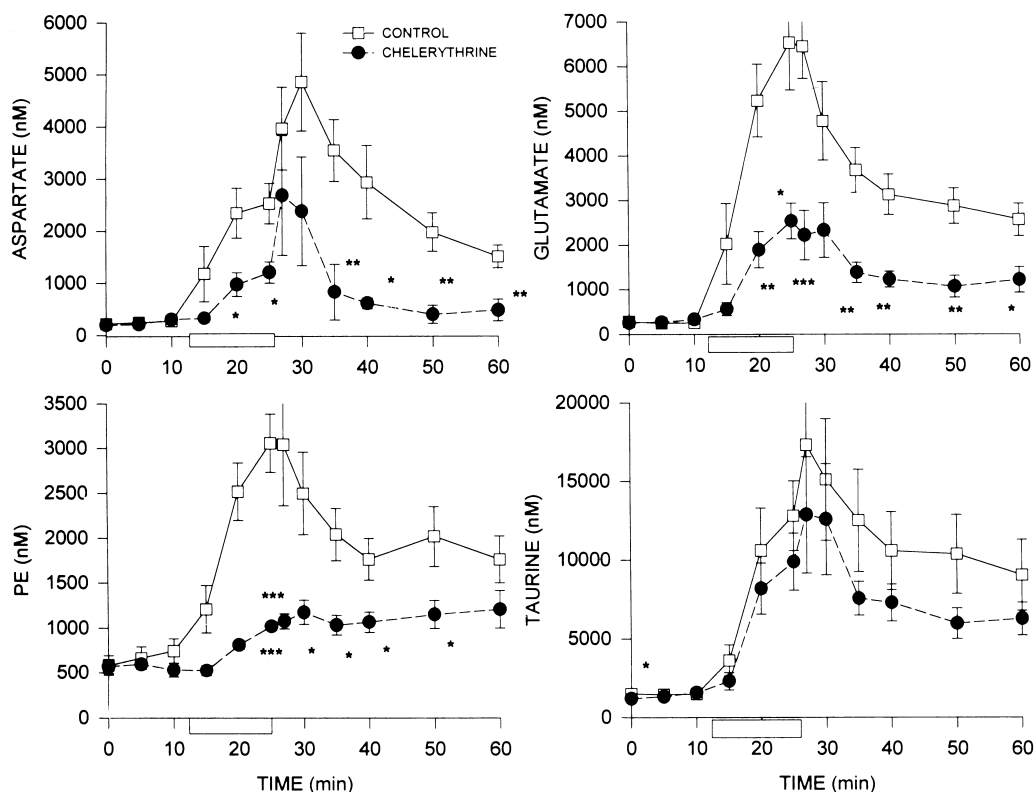 6000
5000
4000
3000
2000
1000
0
ASPARTATE (nM)
CONTROL
CHELERYTHRINE
**
*
**
**
*
*
0 10 20 30 40 50 60
7000
6000
5000
4000
3000
2000
1000
0
GLUTAMATE (nM)
*
** ***
** ** ** *
0 10 20 30 40 50 60
3500
3000
2500
2000
1500
1000
500
0
PE (nM)
***
*** * * * *
0 10 20 30 40 50 60
TIME (min)
20000
15000
10000
5000
0
TAURINE (nM)
*
0 10 20 30 40 50 60
TIME (min)